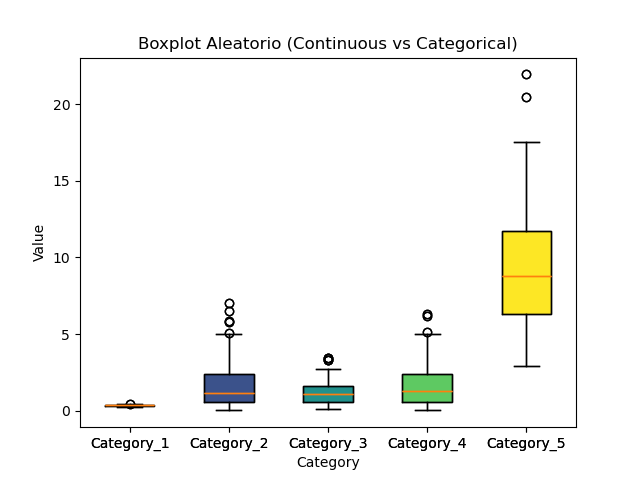 Boxplot Aleatorio (Continuous vs Categorical)
20
15
10
5
0
Value
Category_1 Category_2 Category_3 Category_4 Category_5
Category